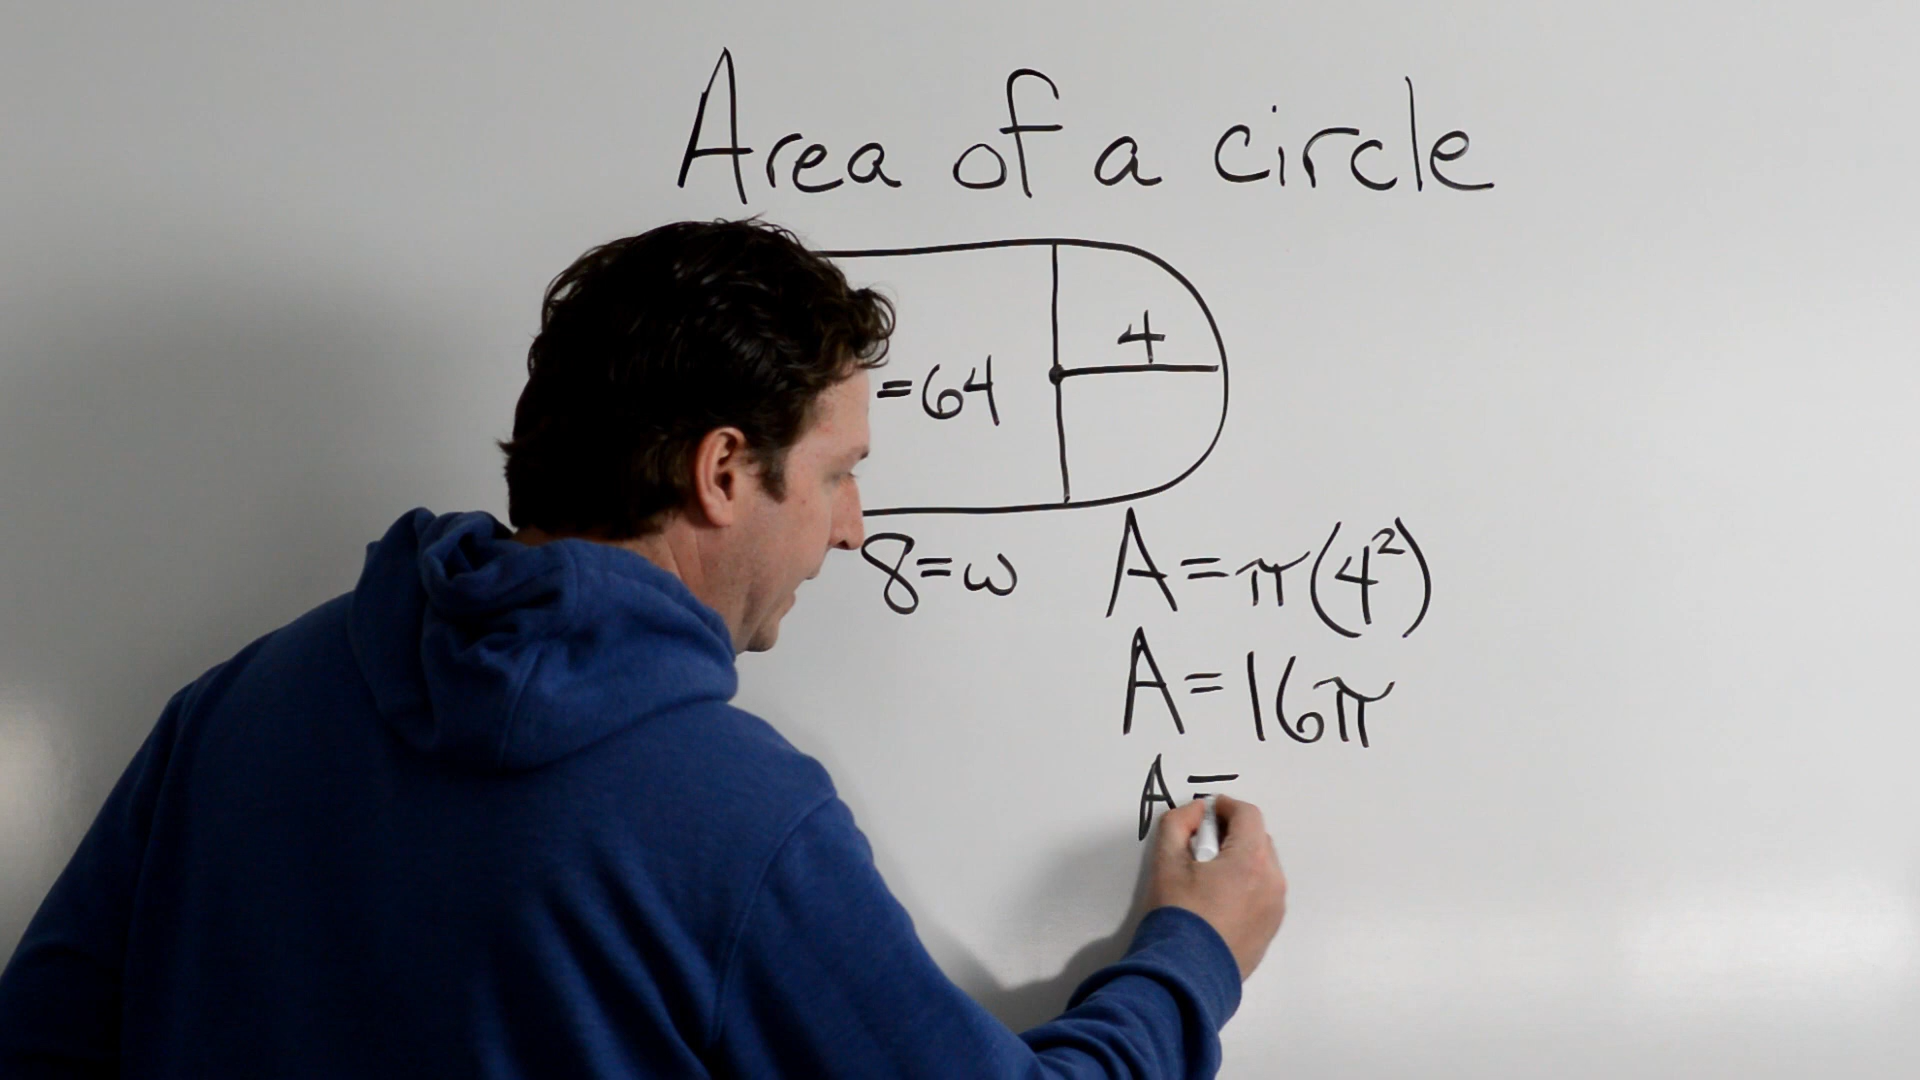 Area of a circle
4
=64
8=w
A=π(4²)
A=16π
A=